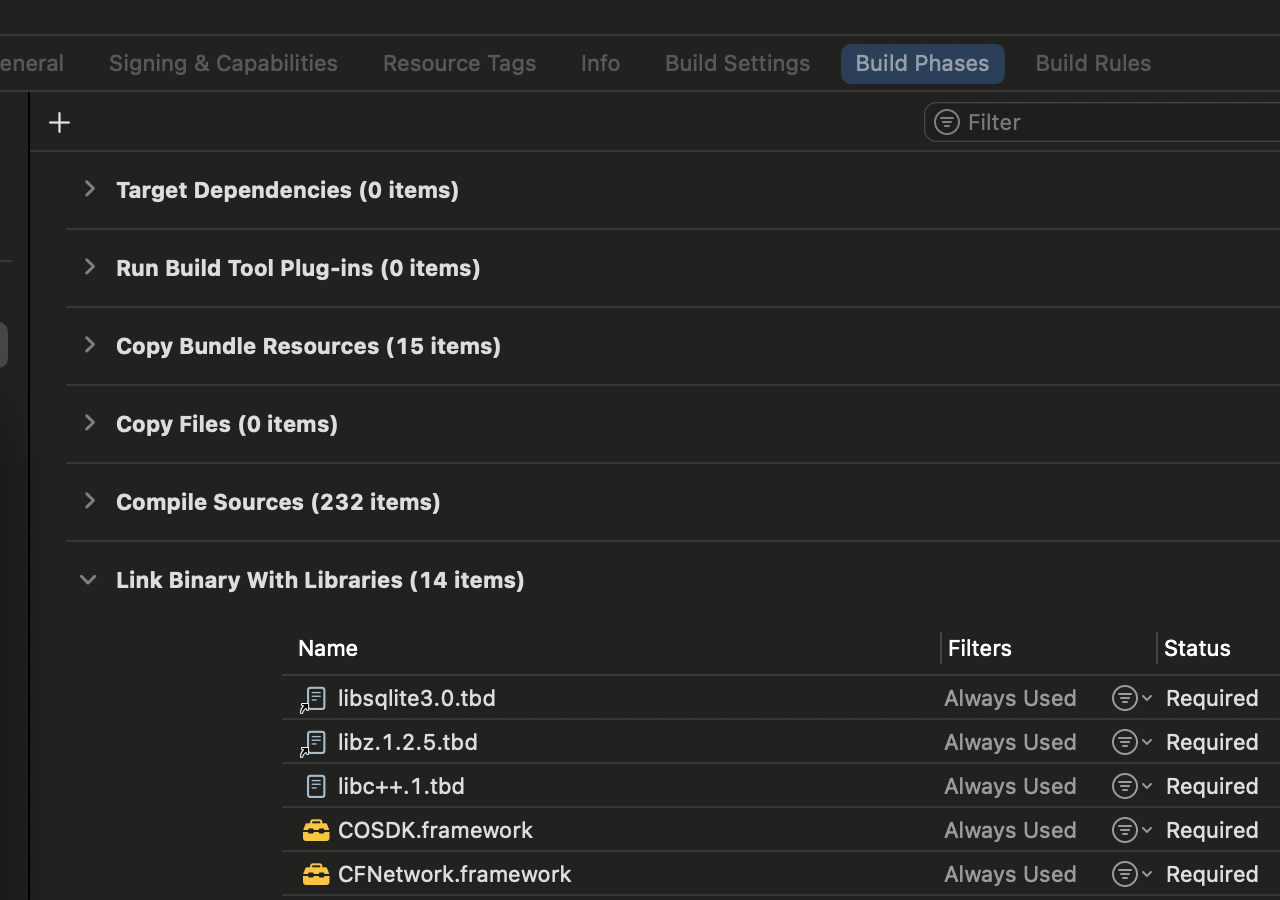 eneral Signing & Capabilities Resource Tags Info Build Settings Build Phases Build Rules
+ Filter
Target Dependencies (0 items)
Run Build Tool Plug-ins (0 items)
Copy Bundle Resources (15 items)
Copy Files (0 items)
Compile Sources (232 items)
Link Binary With Libraries (14 items)
Name Filters Status
libsqlite3.0.tbd Always Used Required
libz.1.2.5.tbd Always Used Required
libc++.1.tbd Always Used Required
COSDK.framework Always Used Required
CFNetwork.framework Always Used Required